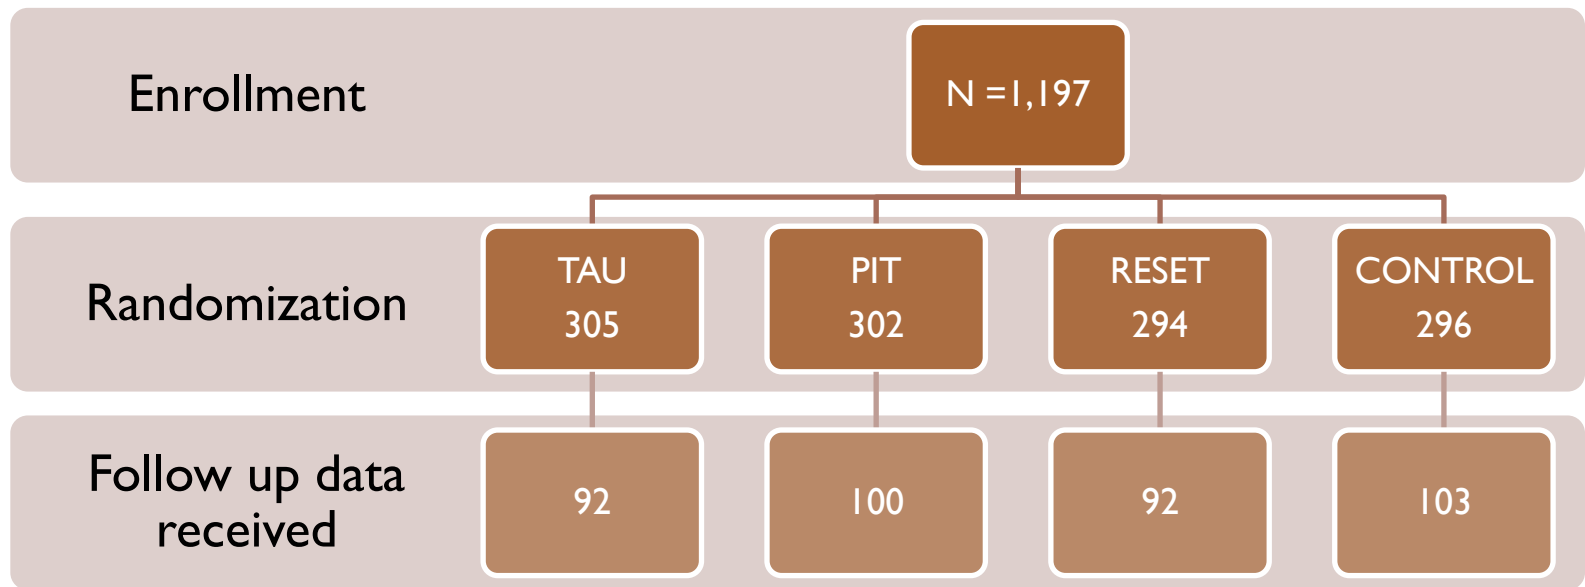 Enrollment
N =1,197
Randomization
TAU
305
PIT
302
RESET
294
CONTROL
296
Follow up data
received
92
100
92
103